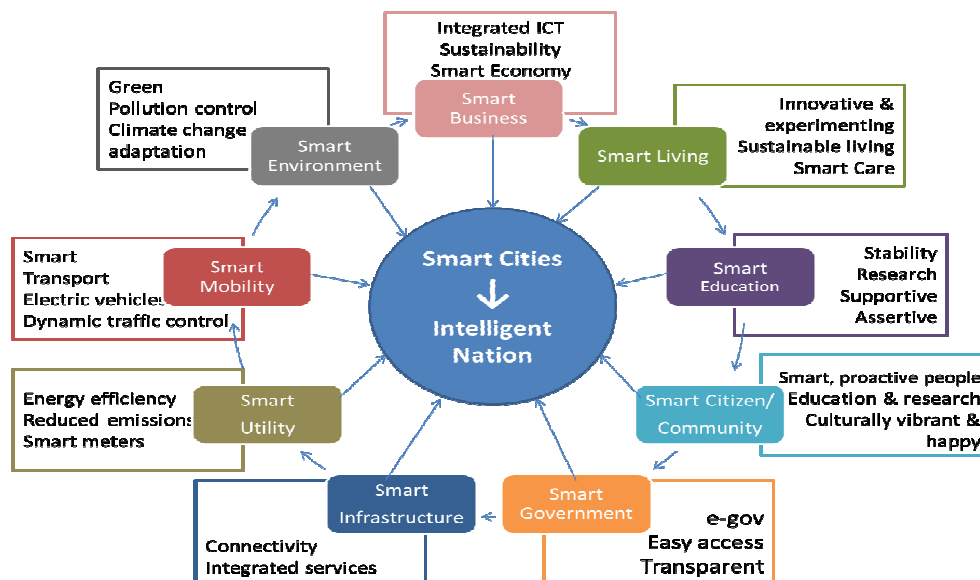 Integrated ICT
Sustainability
Smart Economy
Smart
Business
Innovative &
experimenting
Sustainable living
Smart Care
Smart Living
Stability
Research
Supportive
Assertive
Smart
Education
Smart, proactive people
Education & research
Culturally vibrant &
happy
Smart Citizen/
Community
e-gov
Easy access
Transparent
Smart
Government
Smart
Infrastructure
Connectivity
Integrated services
Smart
Utility
Energy efficiency
Reduced emissions
Smart meters
Smart
Mobility
Smart
Transport
Electric vehicles
Dynamic traffic control
Green
Pollution control
Climate change
adaptation
Smart
Environment
Smart Cities
Intelligent
Nation